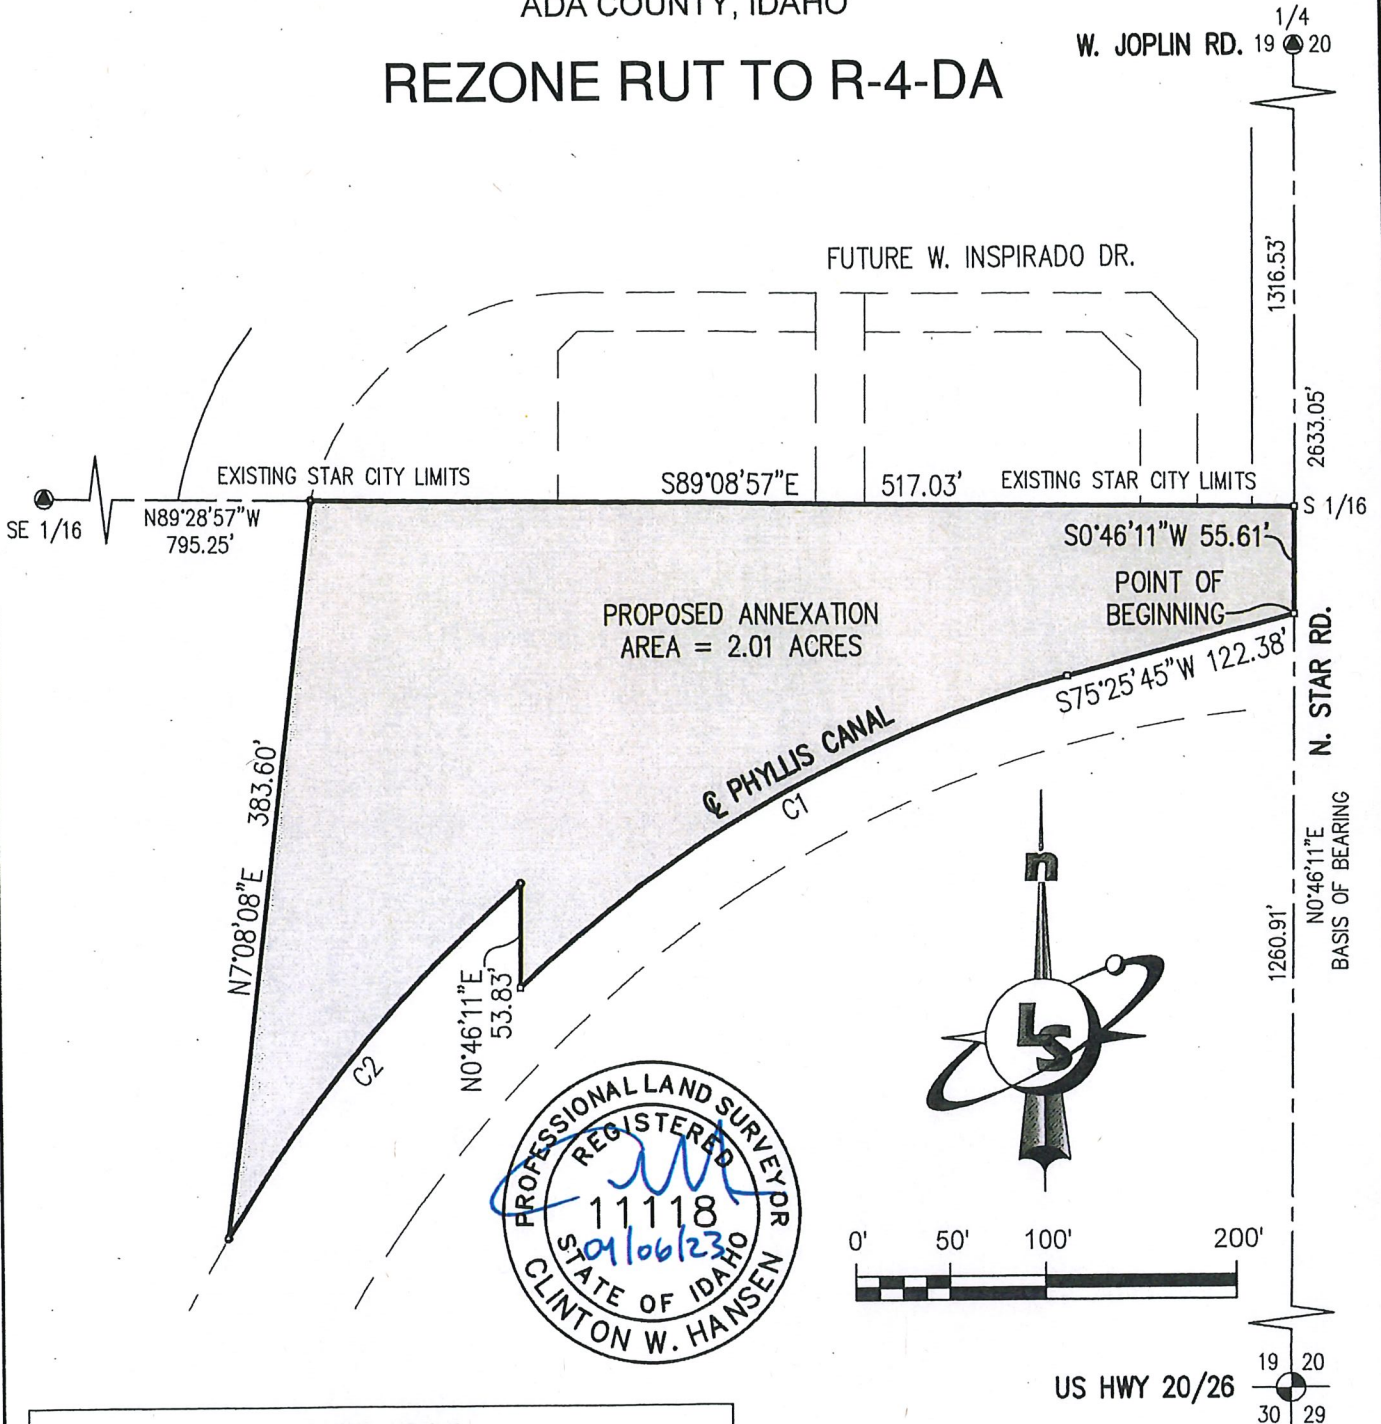 ADA COUNTY, IDAHO
REZONE RUT TO R-4-DA
1/4
W. JOPLIN RD. 19 20
FUTURE W. INSPIRADO DR.
1316.53'
2633.05'
EXISTING STAR CITY LIMITS
S89°08'57"E 517.03'
EXISTING STAR CITY LIMITS
SE 1/16
N89°28'57"W
795.25'
S 1/16
S0°46'11"W 55.61'
POINT OF
BEGINNING
PROPOSED ANNEXATION
AREA = 2.01 ACRES
S75°25'45"W 122.38'
N. STAR RD.
℄ PHYLLIS CANAL
C1
N7°08'08"E 383.60'
N0°46'11"E
53.83'
C2
1260.91'
N0°46'11"E
BASIS OF BEARING
n
LS
PROFESSIONAL LAND SURVEYOR
REGISTERED
11118
STATE OF IDAHO
CLINTON W. HANSEN
0' 50' 100' 200'
US HWY 20/26
19 20
30 29